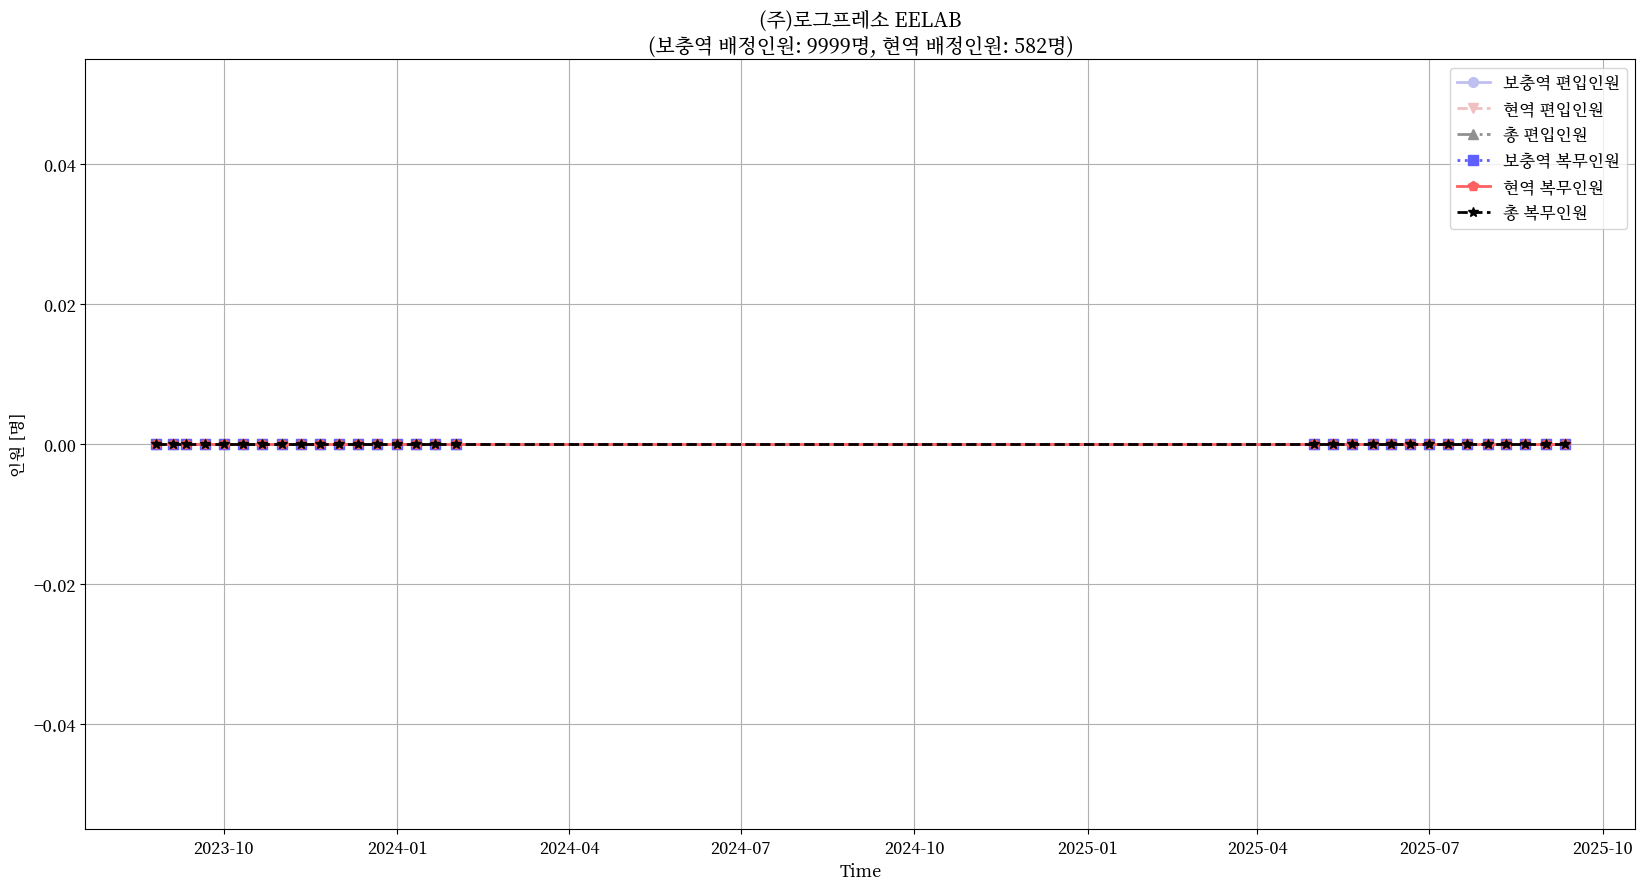 (주)로그프레소 EELAB
(보충역 배정인원: 9999명, 현역 배정인원: 582명)
보충역 편입인원
현역 편입인원
총 편입인원
보충역 복무인원
현역 복무인원
총 복무인원
인원 [명]
0.04
0.02
0.00
−0.02
−0.04
2023-10
2024-01
2024-04
2024-07
2024-10
2025-01
2025-04
2025-07
2025-10
Time